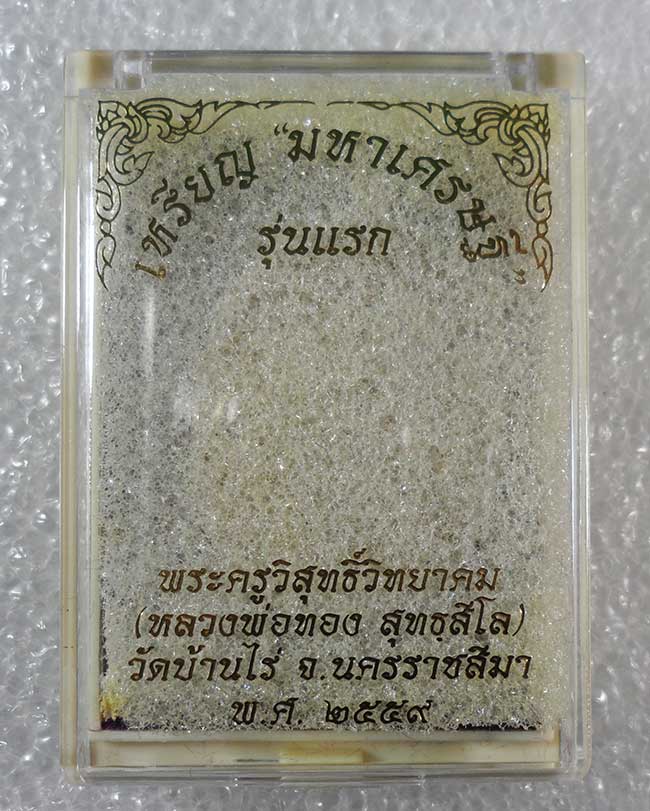 เหรียญ "มหาเศรษฐี"
รุ่นแรก
พระครูวิสุทธิ์วิทยาคม
(หลวงพ่อทอง สุทธฺสีโล)
วัดบ้านไร่ จ.นครราชสีมา
พ.ศ. ๒๕๕๙